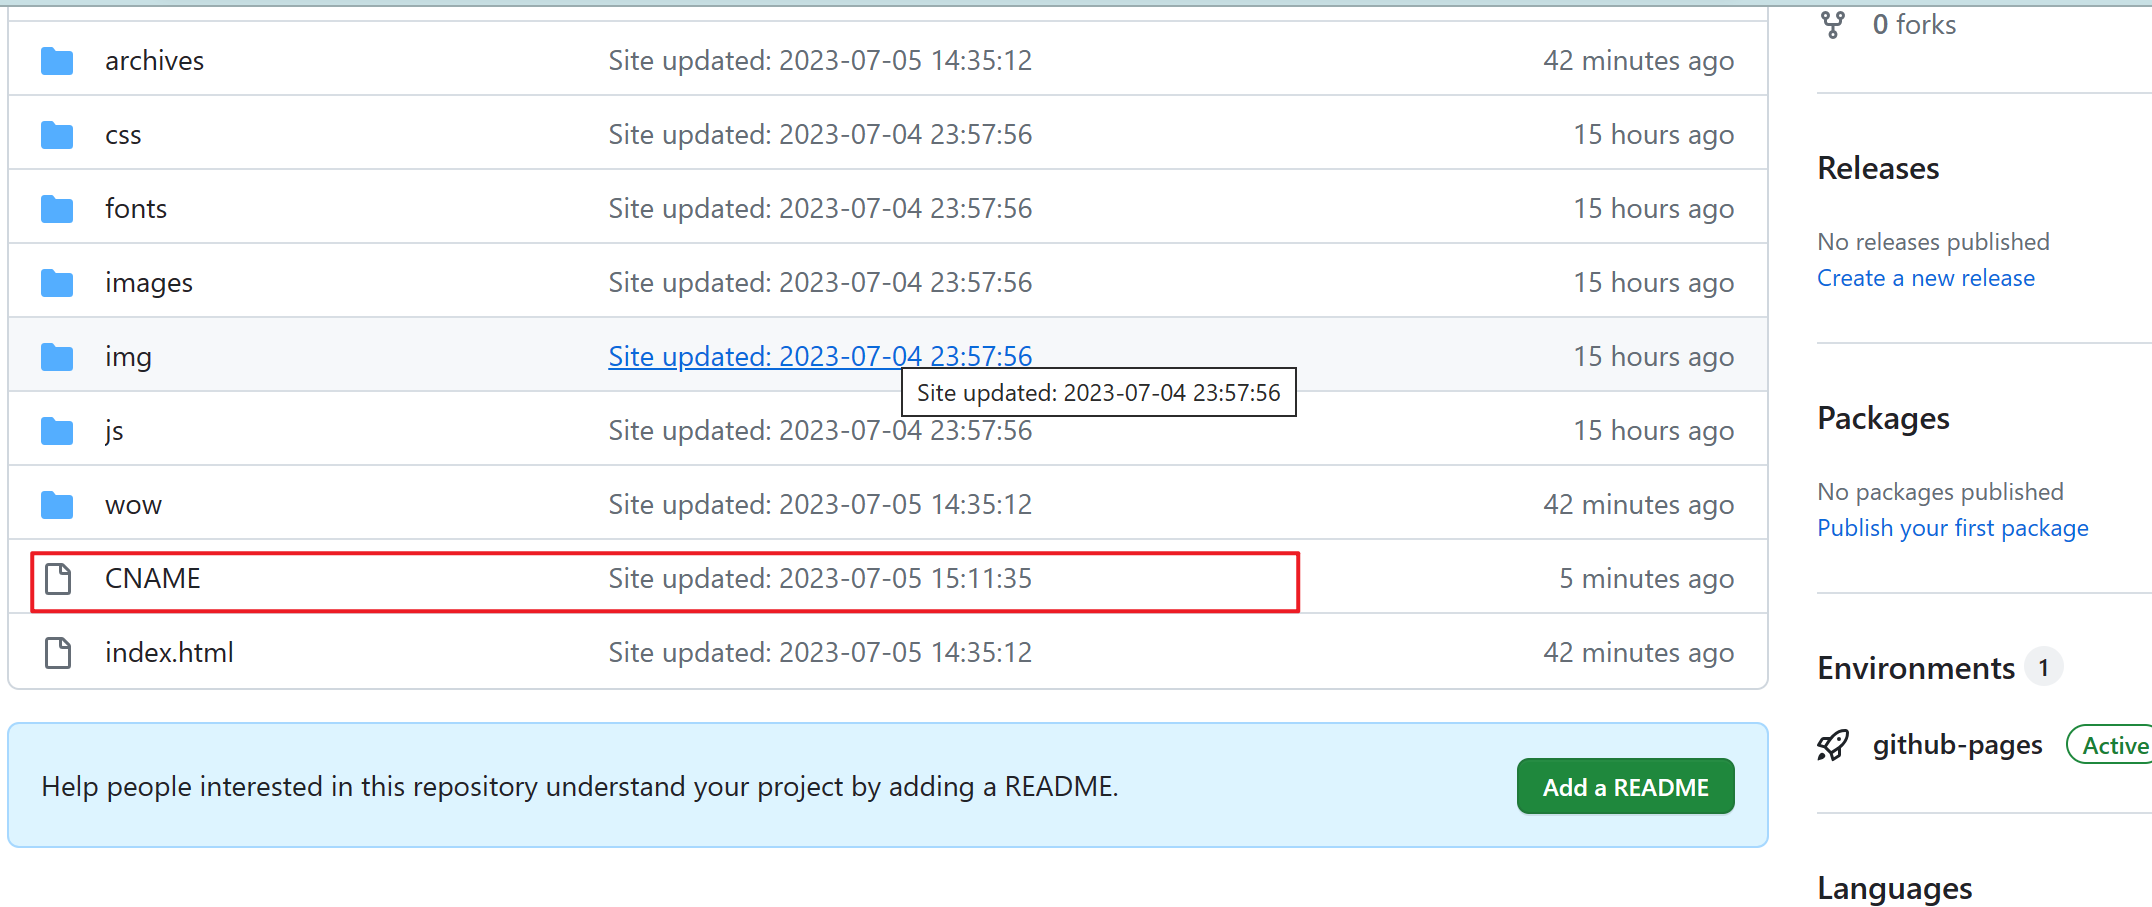 archives Site updated: 2023-07-05 14:35:12 42 minutes ago
css Site updated: 2023-07-04 23:57:56 15 hours ago
fonts Site updated: 2023-07-04 23:57:56 15 hours ago
images Site updated: 2023-07-04 23:57:56 15 hours ago
img Site updated: 2023-07-04 23:57:56 15 hours ago
Site updated: 2023-07-04 23:57:56
js Site updated: 2023-07-04 23:57:56 15 hours ago
wow Site updated: 2023-07-05 14:35:12 42 minutes ago
CNAME Site updated: 2023-07-05 15:11:35 5 minutes ago
index.html Site updated: 2023-07-05 14:35:12 42 minutes ago
Help people interested in this repository understand your project by adding a README.
Add a README
0 forks
Releases
No releases published
Create a new release
Packages
No packages published
Publish your first package
Environments 1
github-pages Active
Languages